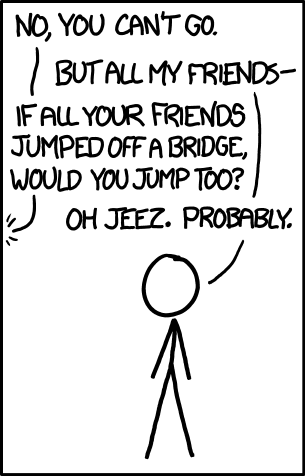 NO, YOU CAN'T GO.
BUT ALL MY FRIENDS—
IF ALL YOUR FRIENDS
JUMPED OFF A BRIDGE,
WOULD YOU JUMP TOO?
OH JEEZ. PROBABLY.